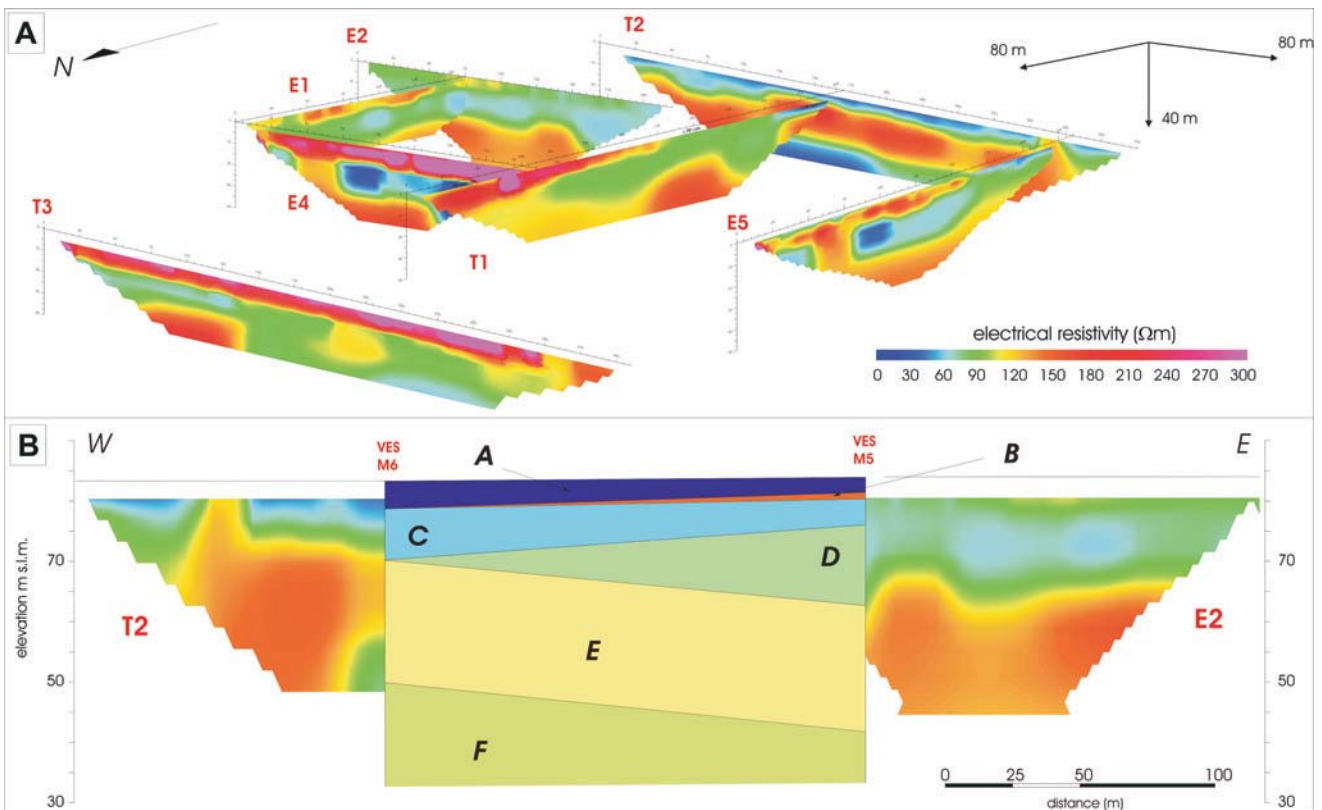 A
N
E2
T2
80 m
80 m
E1
40 m
T3
E4
T1
E5
electrical resistivity (Ωm)
0 30 60 90 120 150 180 210 240 270 300
B
W
VES
M6
A
VES
M5
B
E
elevation m s.l.m.
70
50
30
C
D
E
F
T2
E2
70
50
30
0 25 50 100
distance (m)